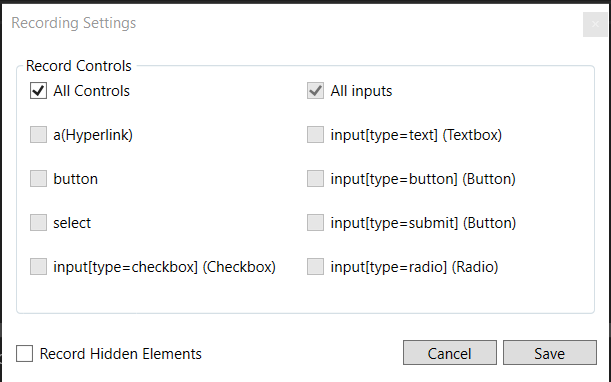 Recording Settings
Record Controls
All Controls
All inputs
a(Hyperlink)
input[type=text] (Textbox)
button
input[type=button] (Button)
select
input[type=submit] (Button)
input[type=checkbox] (Checkbox)
input[type=radio] (Radio)
Record Hidden Elements
Cancel
Save